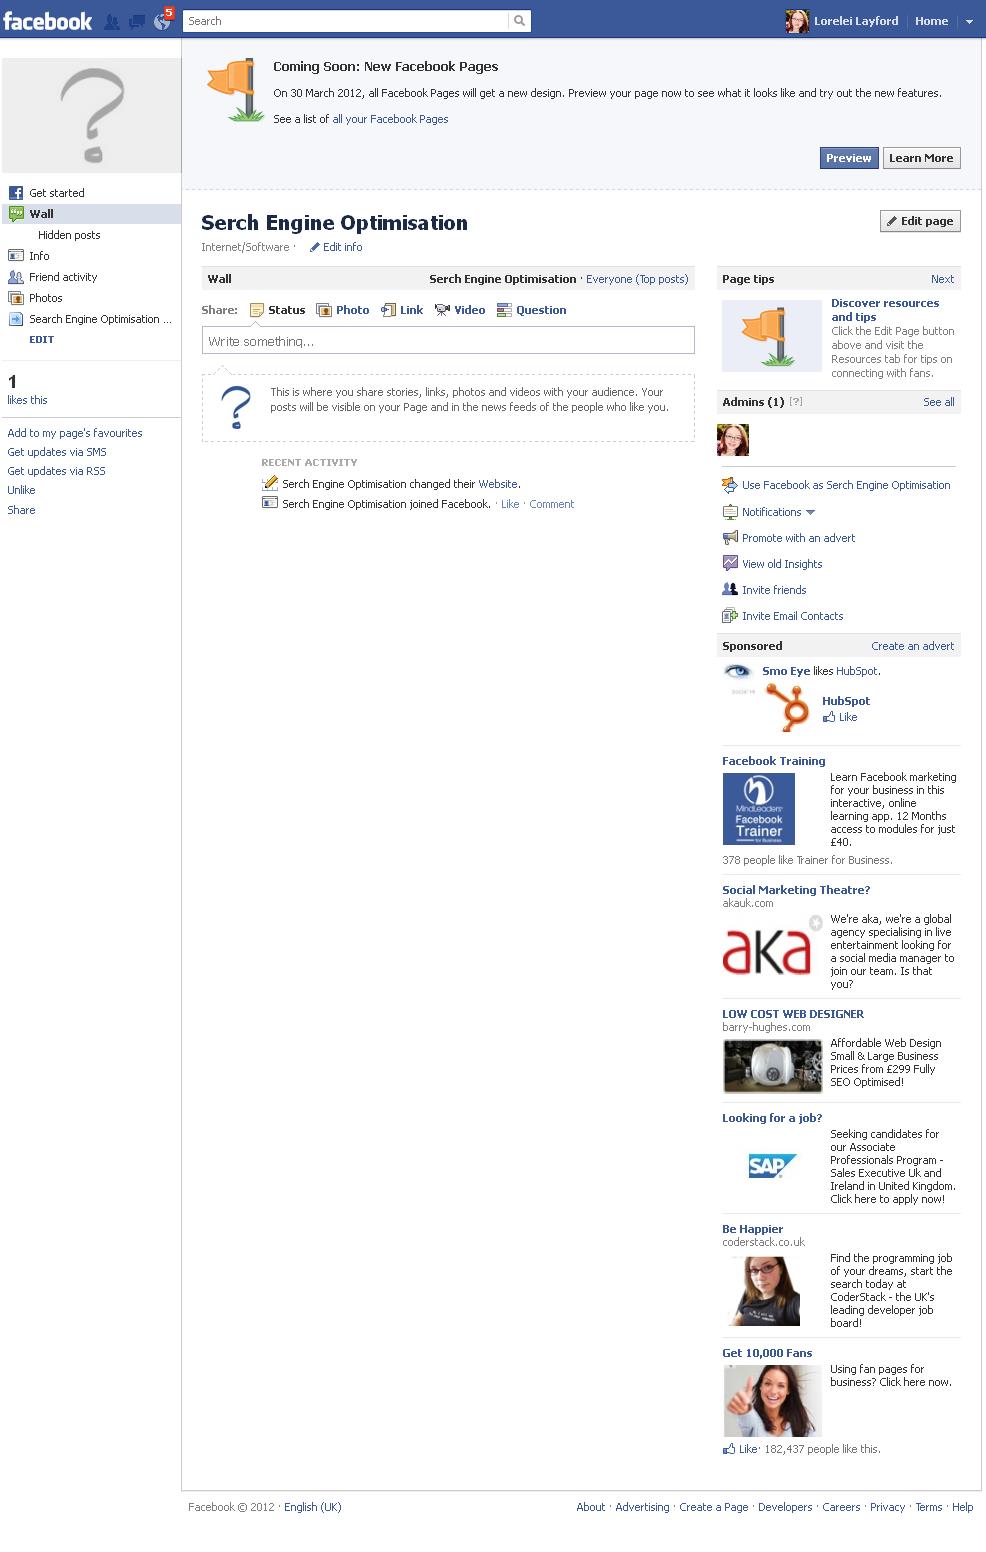 facebook
5
Search
Lorelei Layford
Home
Coming Soon: New Facebook Pages
On 30 March 2012, all Facebook Pages will get a new design. Preview your page now to see what it looks like and try out the new features.
See a list of all your Facebook Pages
Preview
Learn More
Get started
Wall
Hidden posts
Info
Friend activity
Photos
Search Engine Optimisation ...
EDIT
1
likes this
Add to my page's favourites
Get updates via SMS
Get updates via RSS
Unlike
Share
Serch Engine Optimisation
Edit page
Internet/Software · Edit info
Wall
Serch Engine Optimisation · Everyone (Top posts)
Share: Status Photo Link Video Question
Write something...
This is where you share stories, links, photos and videos with your audience. Your
posts will be visible on your Page and in the news feeds of the people who like you.
RECENT ACTIVITY
Serch Engine Optimisation changed their Website.
Serch Engine Optimisation joined Facebook. · Like · Comment
Page tips
Next
Discover resources
and tips
Click the Edit Page button
above and visit the
Resources tab for tips on
connecting with fans.
Admins (1) [?]
See all
Use Facebook as Serch Engine Optimisation
Notifications
Promote with an advert
View old Insights
Invite friends
Invite Email Contacts
Sponsored
Create an advert
Smo Eye likes HubSpot.
HubSpot
Like
Facebook Training
MindLeaders
Facebook
Trainer
for Business
Learn Facebook marketing
for your business in this
interactive, online
learning app. 12 Months
access to modules for just
£40.
378 people like Trainer for Business.
Social Marketing Theatre?
akauk.com
aka
We're aka, we're a global
agency specialising in live
entertainment looking for
a social media manager to
join our team. Is that
you?
LOW COST WEB DESIGNER
barry-hughes.com
Affordable Web Design
Small & Large Business
Prices from £299 Fully
SEO Optimised!
Looking for a job?
SAP
Seeking candidates for
our Associate
Professionals Program -
Sales Executive Uk and
Ireland in United Kingdom.
Click here to apply now!
Be Happier
coderstack.co.uk
Find the programming job
of your dreams, start the
search today at
CoderStack - the UK's
leading developer job
board!
Get 10,000 Fans
Using fan pages for
business? Click here now.
Like · 182,437 people like this.
Facebook © 2012 · English (UK)
About · Advertising · Create a Page · Developers · Careers · Privacy · Terms · Help